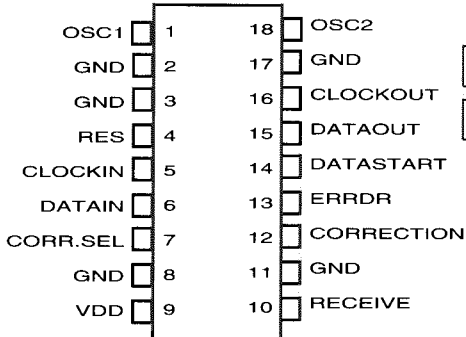 OSC1 1 18 OSC2
GND 2 17 GND
GND 3 16 CLOCKOUT
RES 4 15 DATAOUT
CLOCKIN 5 14 DATASTART
DATAIN 6 13 ERRDR
CORR.SEL 7 12 CORRECTION
GND 8 11 GND
VDD 9 10 RECEIVE